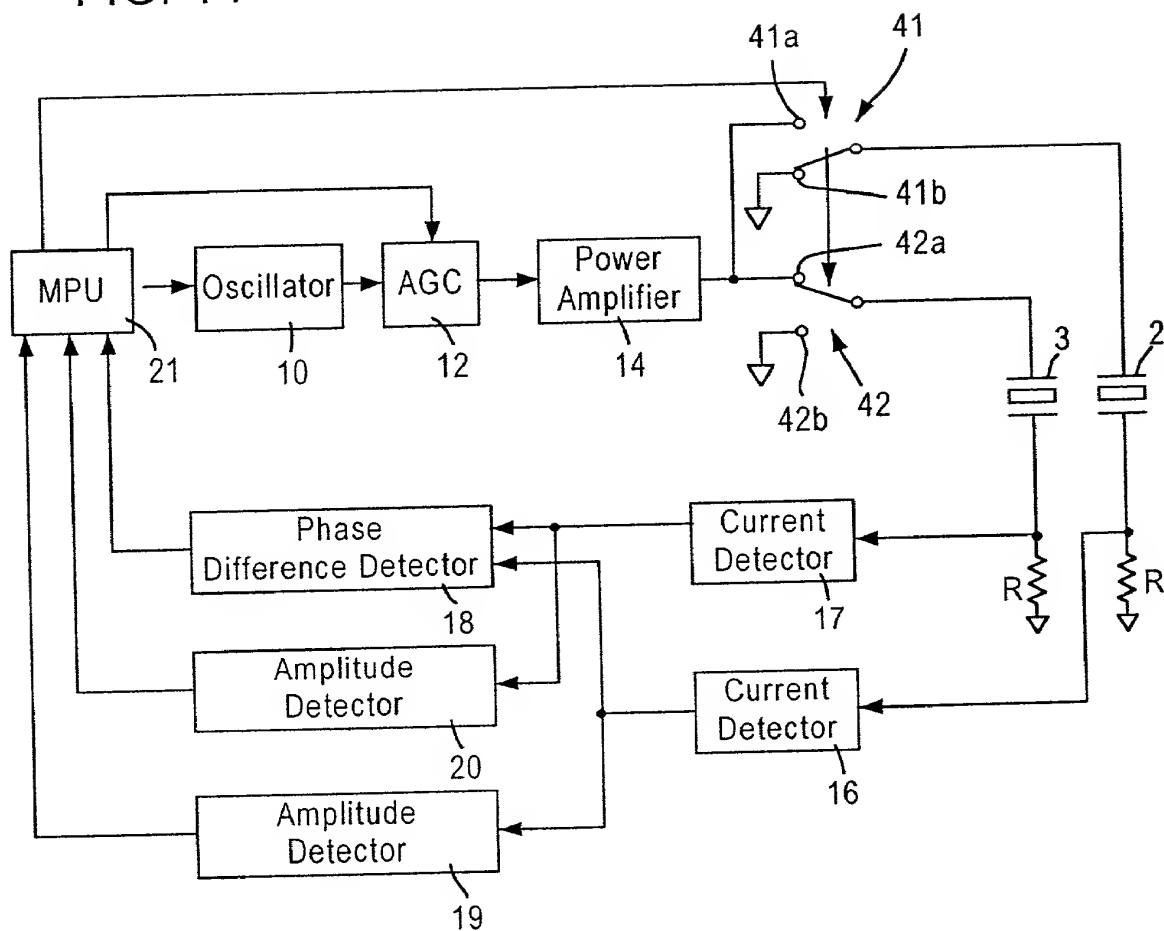 41a
41
41b
42a
MPU
Oscillator
AGC
Power
Amplifier
21
10
12
14
42b
42
3
2
Phase
Difference Detector
18
Current
Detector
17
R
R
Amplitude
Detector
20
Current
Detector
16
Amplitude
Detector
19